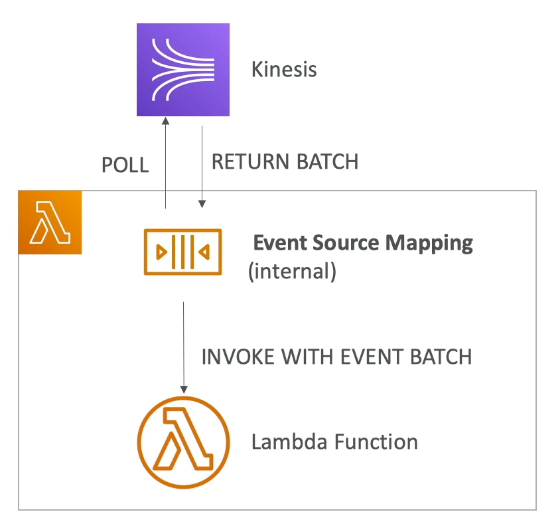 Kinesis
POLL
RETURN BATCH
Event Source Mapping
(internal)
INVOKE WITH EVENT BATCH
Lambda Function